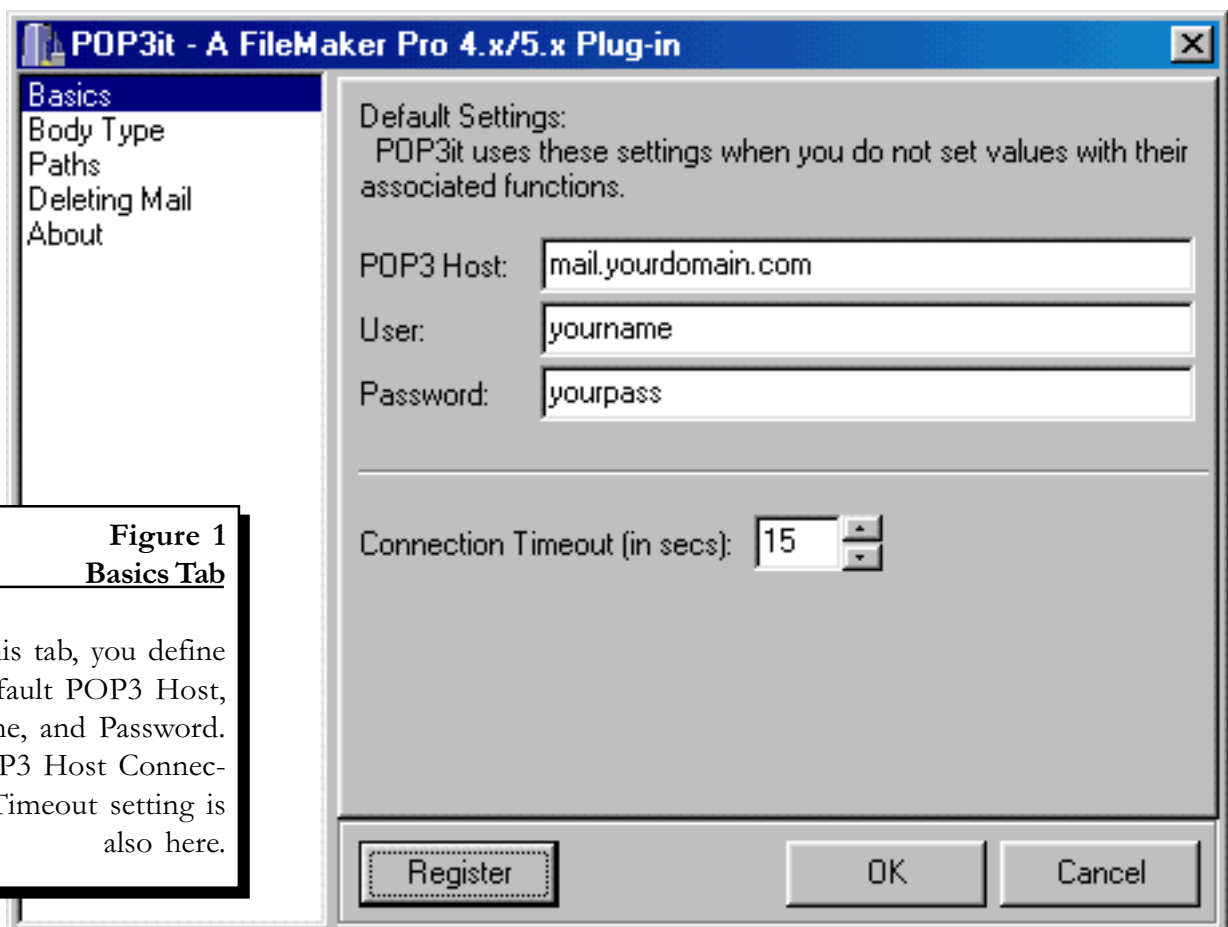 POP3it - A FileMaker Pro 4.x/5.x Plug-in
Basics
Body Type
Paths
Deleting Mail
About
Default Settings:
POP3it uses these settings when you do not set values with their
associated functions.
POP3 Host: mail.yourdomain.com
User: yourname
Password: yourpass
Connection Timeout (in secs): 15
Register
OK
Cancel
Figure 1
Basics Tab
tab, you define
POP3 Host,
and Password.
Host Connec-
setting is
also here.